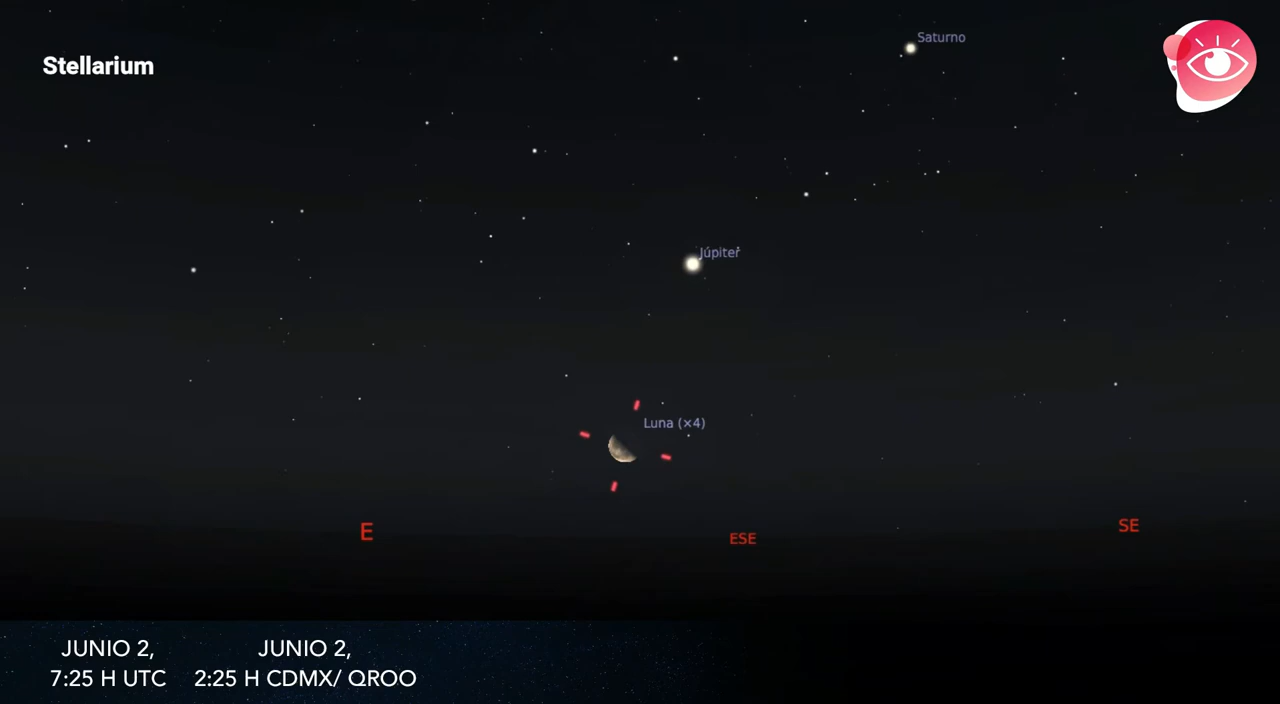 Stellarium
Saturno
Júpiter
Luna (×4)
E
ESE
SE
JUNIO 2,
7:25 H UTC
JUNIO 2,
2:25 H CDMX/ QROO